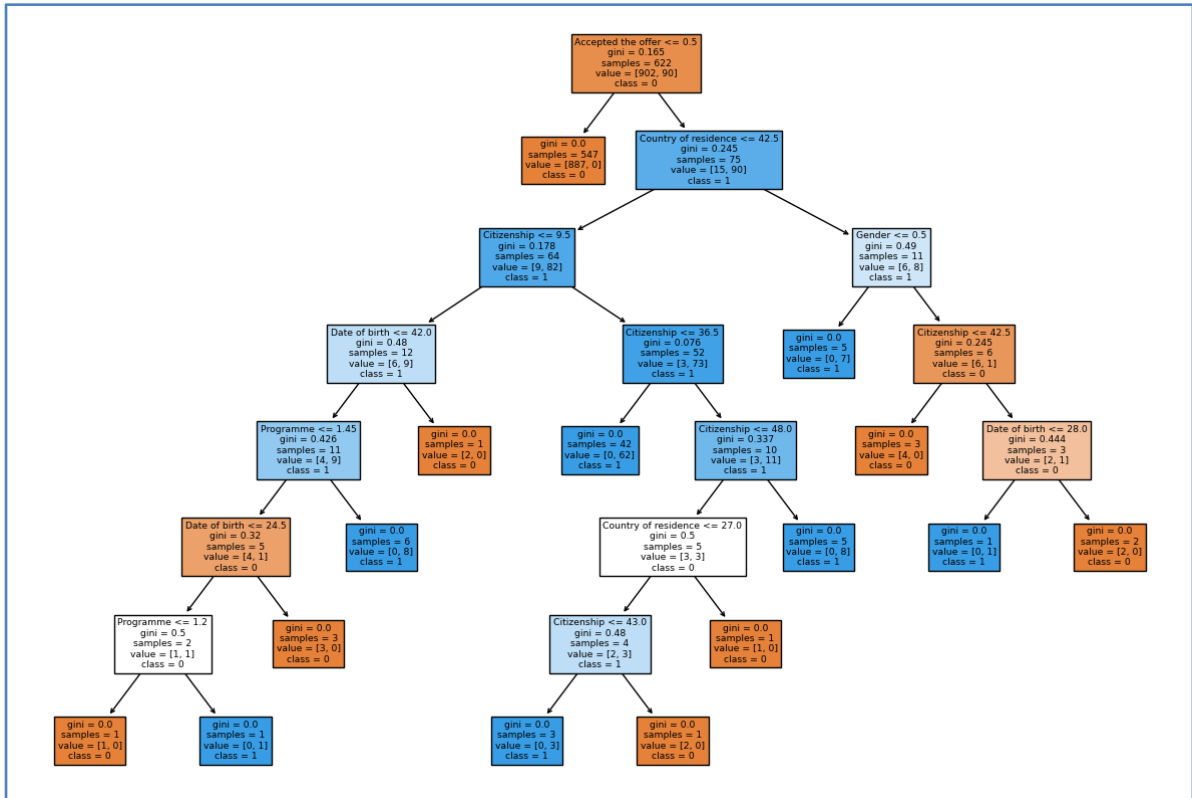 Accepted the offer <= 0.5
gini = 0.165
samples = 622
value = [902, 90]
class = 0
gini = 0.0
samples = 547
value = [887, 0]
class = 0
Country of residence <= 42.5
gini = 0.245
samples = 75
value = [15, 90]
class = 1
Citizenship <= 9.5
gini = 0.178
samples = 64
value = [9, 82]
class = 1
Gender <= 0.5
gini = 0.49
samples = 11
value = [6, 8]
class = 1
Date of birth <= 42.0
gini = 0.48
samples = 12
value = [6, 9]
class = 1
Citizenship <= 36.5
gini = 0.076
samples = 52
value = [3, 73]
class = 1
gini = 0.0
samples = 5
value = [0, 7]
class = 1
Citizenship <= 42.5
gini = 0.245
samples = 6
value = [6, 1]
class = 0
Programme <= 1.45
gini = 0.426
samples = 11
value = [4, 9]
class = 1
gini = 0.0
samples = 1
value = [2, 0]
class = 0
gini = 0.0
samples = 42
value = [0, 62]
class = 1
Citizenship <= 48.0
gini = 0.337
samples = 10
value = [3, 11]
class = 1
gini = 0.0
samples = 3
value = [4, 0]
class = 0
Date of birth <= 28.0
gini = 0.444
samples = 3
value = [2, 1]
class = 0
Date of birth <= 24.5
gini = 0.32
samples = 5
value = [4, 1]
class = 0
gini = 0.0
samples = 6
value = [0, 8]
class = 1
Country of residence <= 27.0
gini = 0.5
samples = 5
value = [3, 3]
class = 0
gini = 0.0
samples = 5
value = [0, 8]
class = 1
gini = 0.0
samples = 1
value = [0, 1]
class = 1
gini = 0.0
samples = 2
value = [2, 0]
class = 0
Programme <= 1.2
gini = 0.5
samples = 2
value = [1, 1]
class = 0
gini = 0.0
samples = 3
value = [3, 0]
class = 0
Citizenship <= 43.0
gini = 0.48
samples = 4
value = [2, 3]
class = 1
gini = 0.0
samples = 1
value = [1, 0]
class = 0
gini = 0.0
samples = 1
value = [1, 0]
class = 0
gini = 0.0
samples = 1
value = [0, 1]
class = 1
gini = 0.0
samples = 3
value = [0, 3]
class = 1
gini = 0.0
samples = 1
value = [2, 0]
class = 0